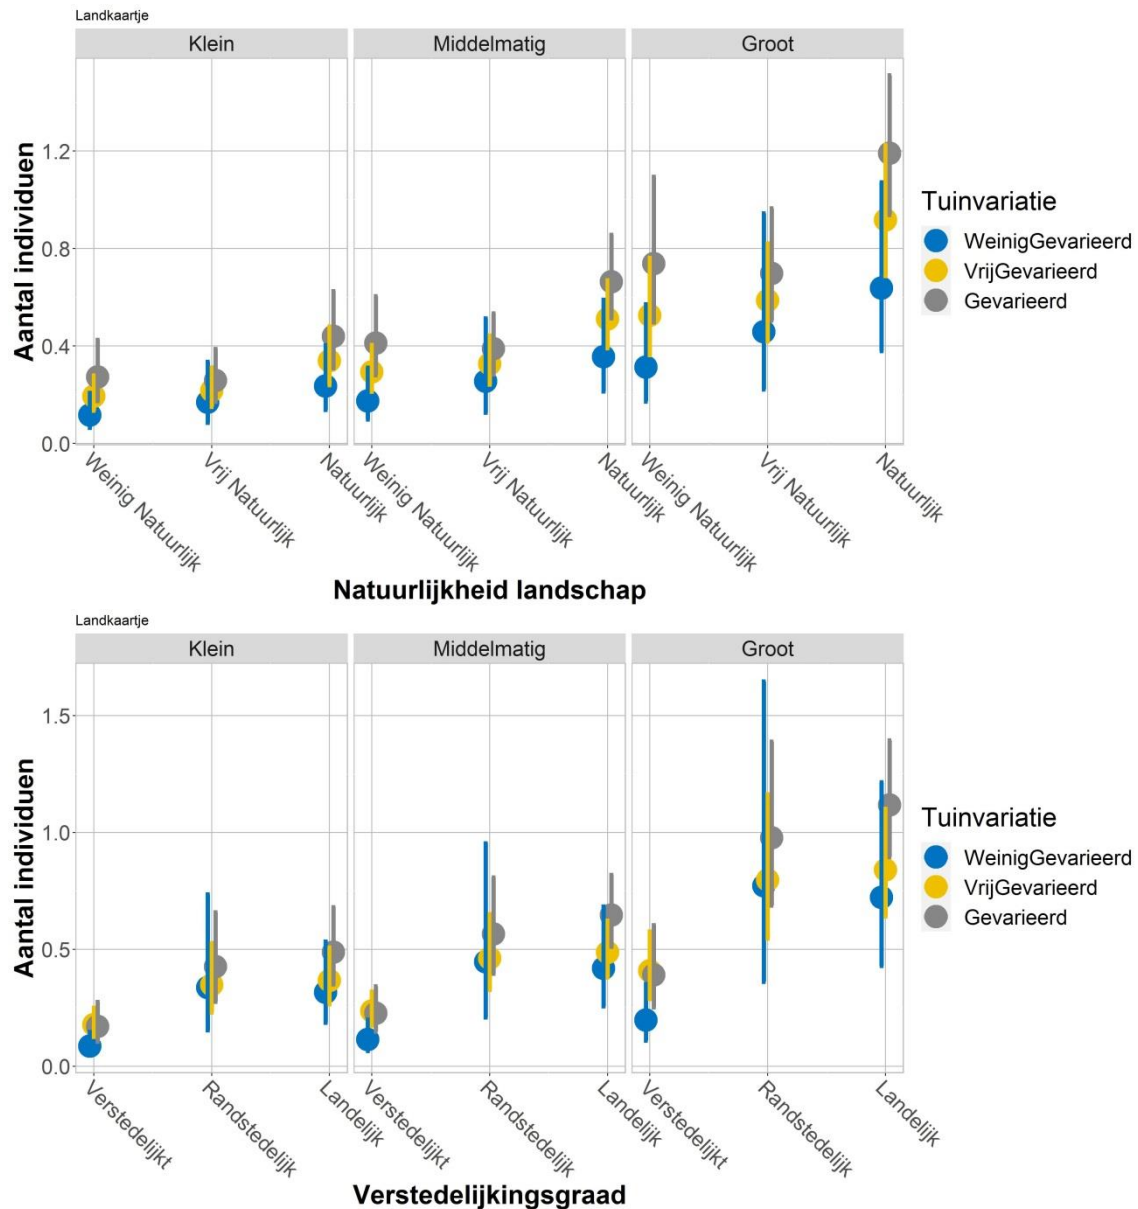 Landkaartje
Klein Middelmatig Groot
Aantal individuen
1.2
0.8
0.4
0.0
Weinig Natuurlijk
Vrij Natuurlijk
Natuurlijk
Weinig Natuurlijk
Vrij Natuurlijk
Natuurlijk
Weinig Natuurlijk
Vrij Natuurlijk
Natuurlijk
Natuurlijkheid landschap
Tuinvariatie
WeinigGevarieerd
VrijGevarieerd
Gevarieerd
Landkaartje
Klein Middelmatig Groot
Aantal individuen
1.5
1.0
0.5
0.0
Verstedelijkt
Randstedelijk
Landelijk
Verstedelijkt
Randstedelijk
Landelijk
Verstedelijkt
Randstedelijk
Landelijk
Verstedelijkingsgraad
Tuinvariatie
WeinigGevarieerd
VrijGevarieerd
Gevarieerd